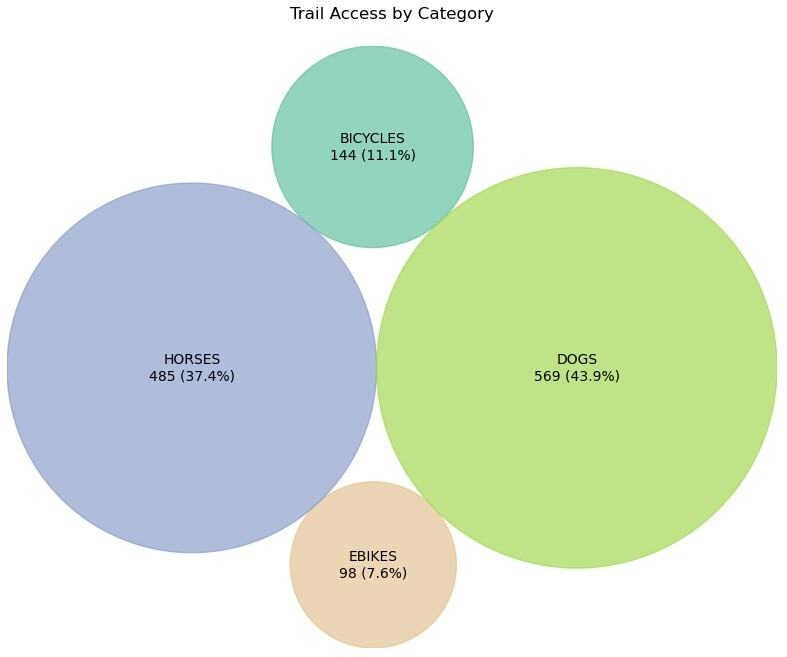 Trail Access by Category
BICYCLES
144 (11.1%)
HORSES
485 (37.4%)
DOGS
569 (43.9%)
EBIKES
98 (7.6%)